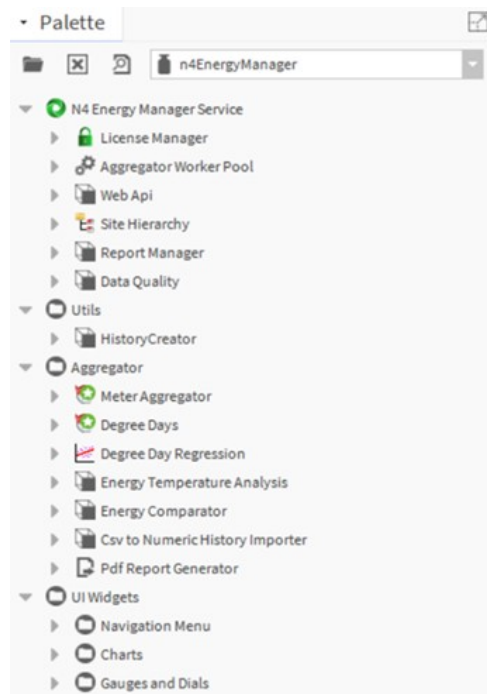 Palette
n4EnergyManager
N4 Energy Manager Service
License Manager
Aggregator Worker Pool
Web Api
Site Hierarchy
Report Manager
Data Quality
Utils
HistoryCreator
Aggregator
Meter Aggregator
Degree Days
Degree Day Regression
Energy Temperature Analysis
Energy Comparator
Csv to Numeric History Importer
Pdf Report Generator
UI Widgets
Navigation Menu
Charts
Gauges and Dials